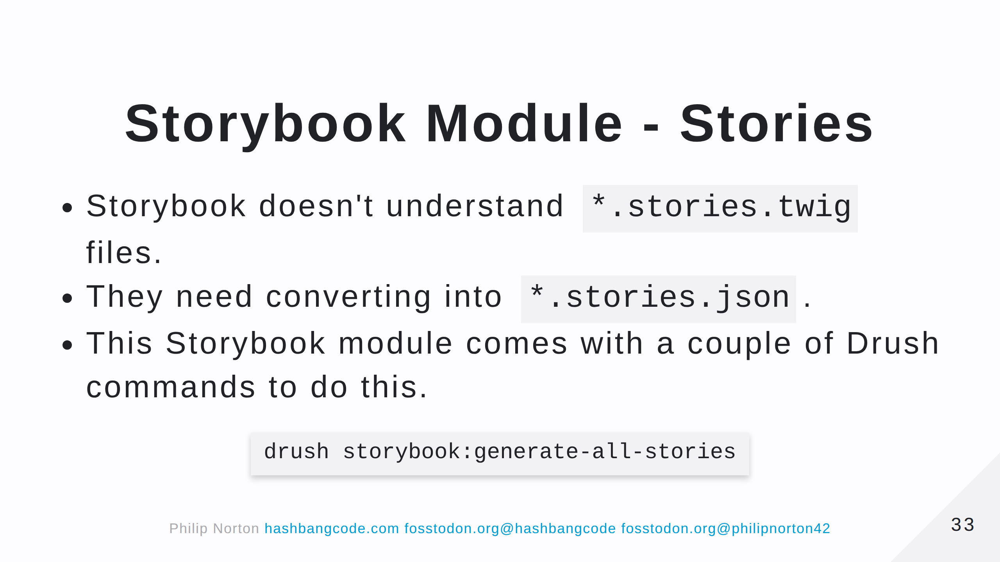 Storybook Module - Stories
Storybook doesn't understand *.stories.twig
files.
They need converting into *.stories.json.
This Storybook module comes with a couple of Drush
commands to do this.
drush storybook:generate-all-stories
Philip Norton hashbangcode.com fosstodon.org@hashbangcode fosstodon.org@philipnorton42
33